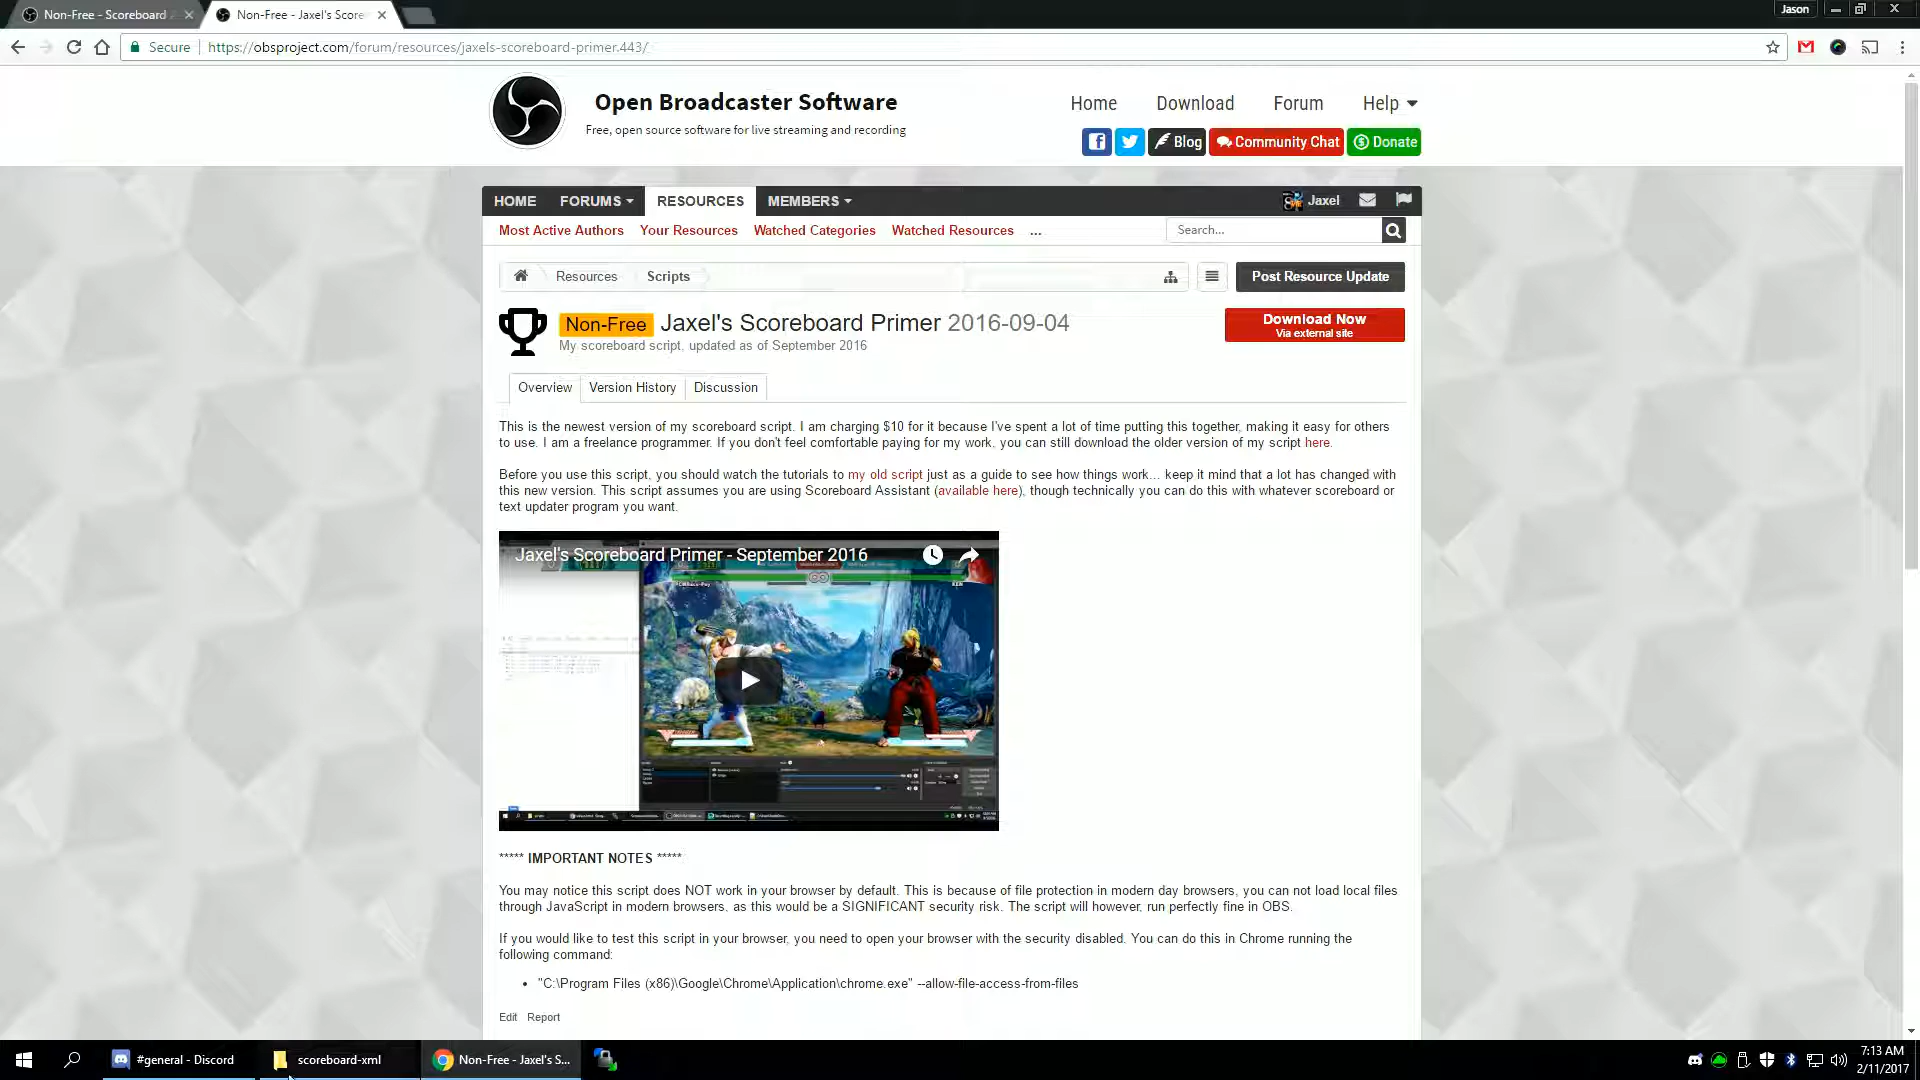 Non-Free - Scoreboard
Non-Free - Jaxel's Score
Jason
Secure
https://obsproject.com/forum/resources/jaxels-scoreboard-primer.443/
Open Broadcaster Software
Free, open source software for live streaming and recording
Home
Download
Forum
Help
Blog
Community Chat
Donate
HOME
FORUMS
RESOURCES
MEMBERS
Jaxel
Most Active Authors
Your Resources
Watched Categories
Watched Resources
...
Search...
Resources
Scripts
Post Resource Update
Non-Free Jaxel's Scoreboard Primer 2016-09-04
My scoreboard script, updated as of September 2016
Download Now
Via external site
Overview
Version History
Discussion
This is the newest version of my scoreboard script. I am charging $10 for it because I've spent a lot of time putting this together, making it easy for others
to use. I am a freelance programmer. If you don't feel comfortable paying for my work, you can still download the older version of my script here.
Before you use this script, you should watch the tutorials to my old script just as a guide to see how things work... keep it mind that a lot has changed with
this new version. This script assumes you are using Scoreboard Assistant (available here), though technically you can do this with whatever scoreboard or
text updater program you want.
Jaxel's Scoreboard Primer - September 2016
***** IMPORTANT NOTES *****
You may notice this script does NOT work in your browser by default. This is because of file protection in modern day browsers, you can not load local files
through JavaScript in modern browsers, as this would be a SIGNIFICANT security risk. The script will however, run perfectly fine in OBS.
If you would like to test this script in your browser, you need to open your browser with the security disabled. You can do this in Chrome running the
following command:
• "C:\Program Files (x86)\Google\Chrome\Application\chrome.exe" --allow-file-access-from-files
Edit
Report
#general - Discord
scoreboard-xml
Non-Free - Jaxel's S...
7:13 AM
2/11/2017